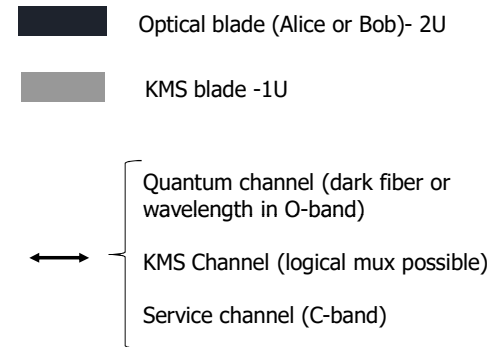 Optical blade (Alice or Bob)- 2U
KMS blade -1U
Quantum channel (dark fiber or
wavelength in O-band)
KMS Channel (logical mux possible)
Service channel (C-band)